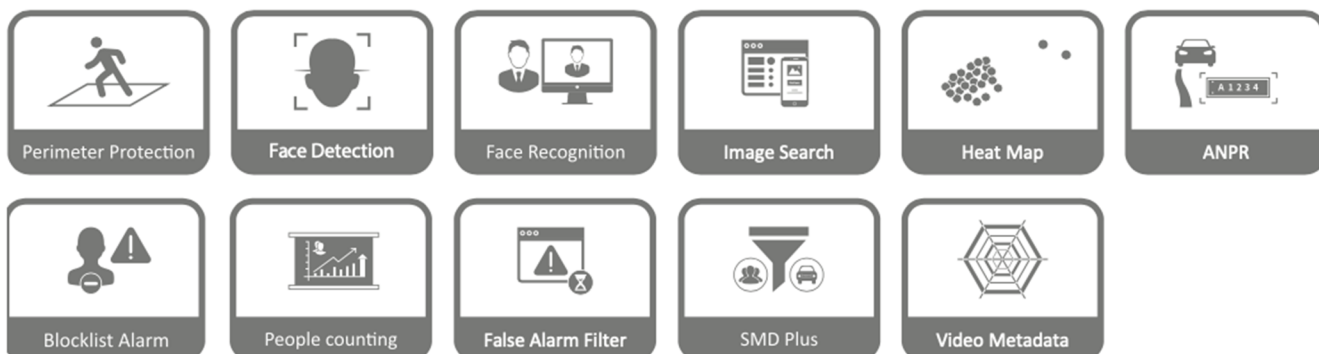 Perimeter Protection
Face Detection
Face Recognition
Image Search
Heat Map
A1234
ANPR
Blocklist Alarm
People counting
False Alarm Filter
SMD Plus
Video Metadata